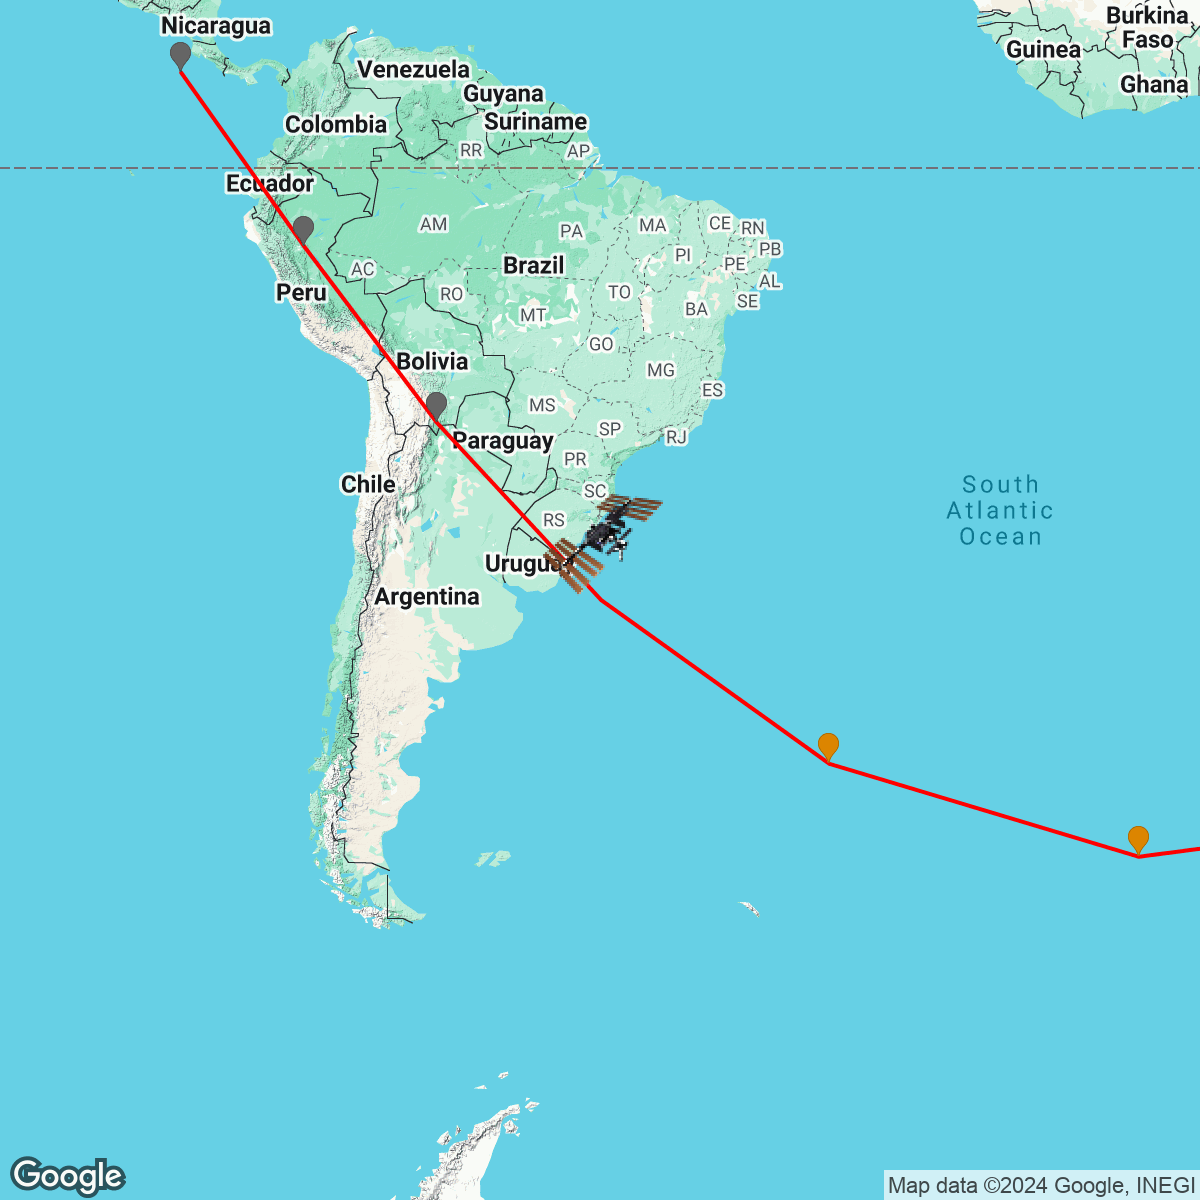 Nicaragua
Burkina
Faso
Guinea
Ghana
Venezuela
Guyana
Suriname
Colombia
RR
AP
Ecuador
AM
PA
MA
CE
RN
PB
PI
PE
AL
SE
AC
Brazil
Peru
RO
TO
BA
MT
GO
Bolivia
MG
ES
MS
SP
RJ
Paraguay
PR
Chile
SC
RS
South
Atlantic
Ocean
Urugua
Argentina
Google
Map data ©2024 Google, INEGI